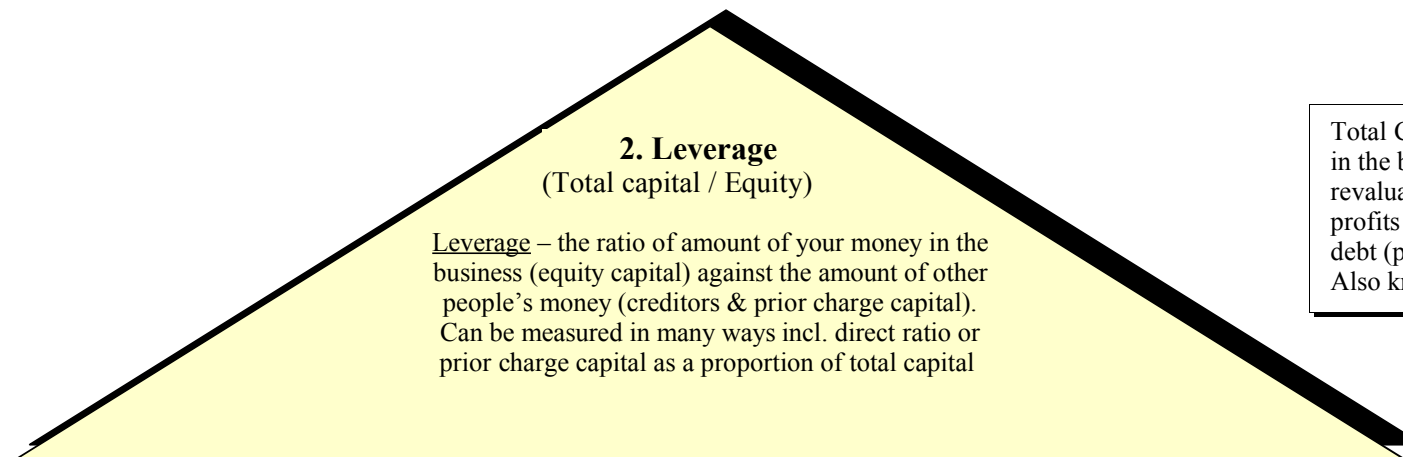 2. Leverage
(Total capital / Equity)
Leverage – the ratio of amount of your money in the
business (equity capital) against the amount of other
people’s money (creditors & prior charge capital).
Can be measured in many ways incl. direct ratio or
prior charge capital as a proportion of total capital
Total
in the
profits
debt
Also